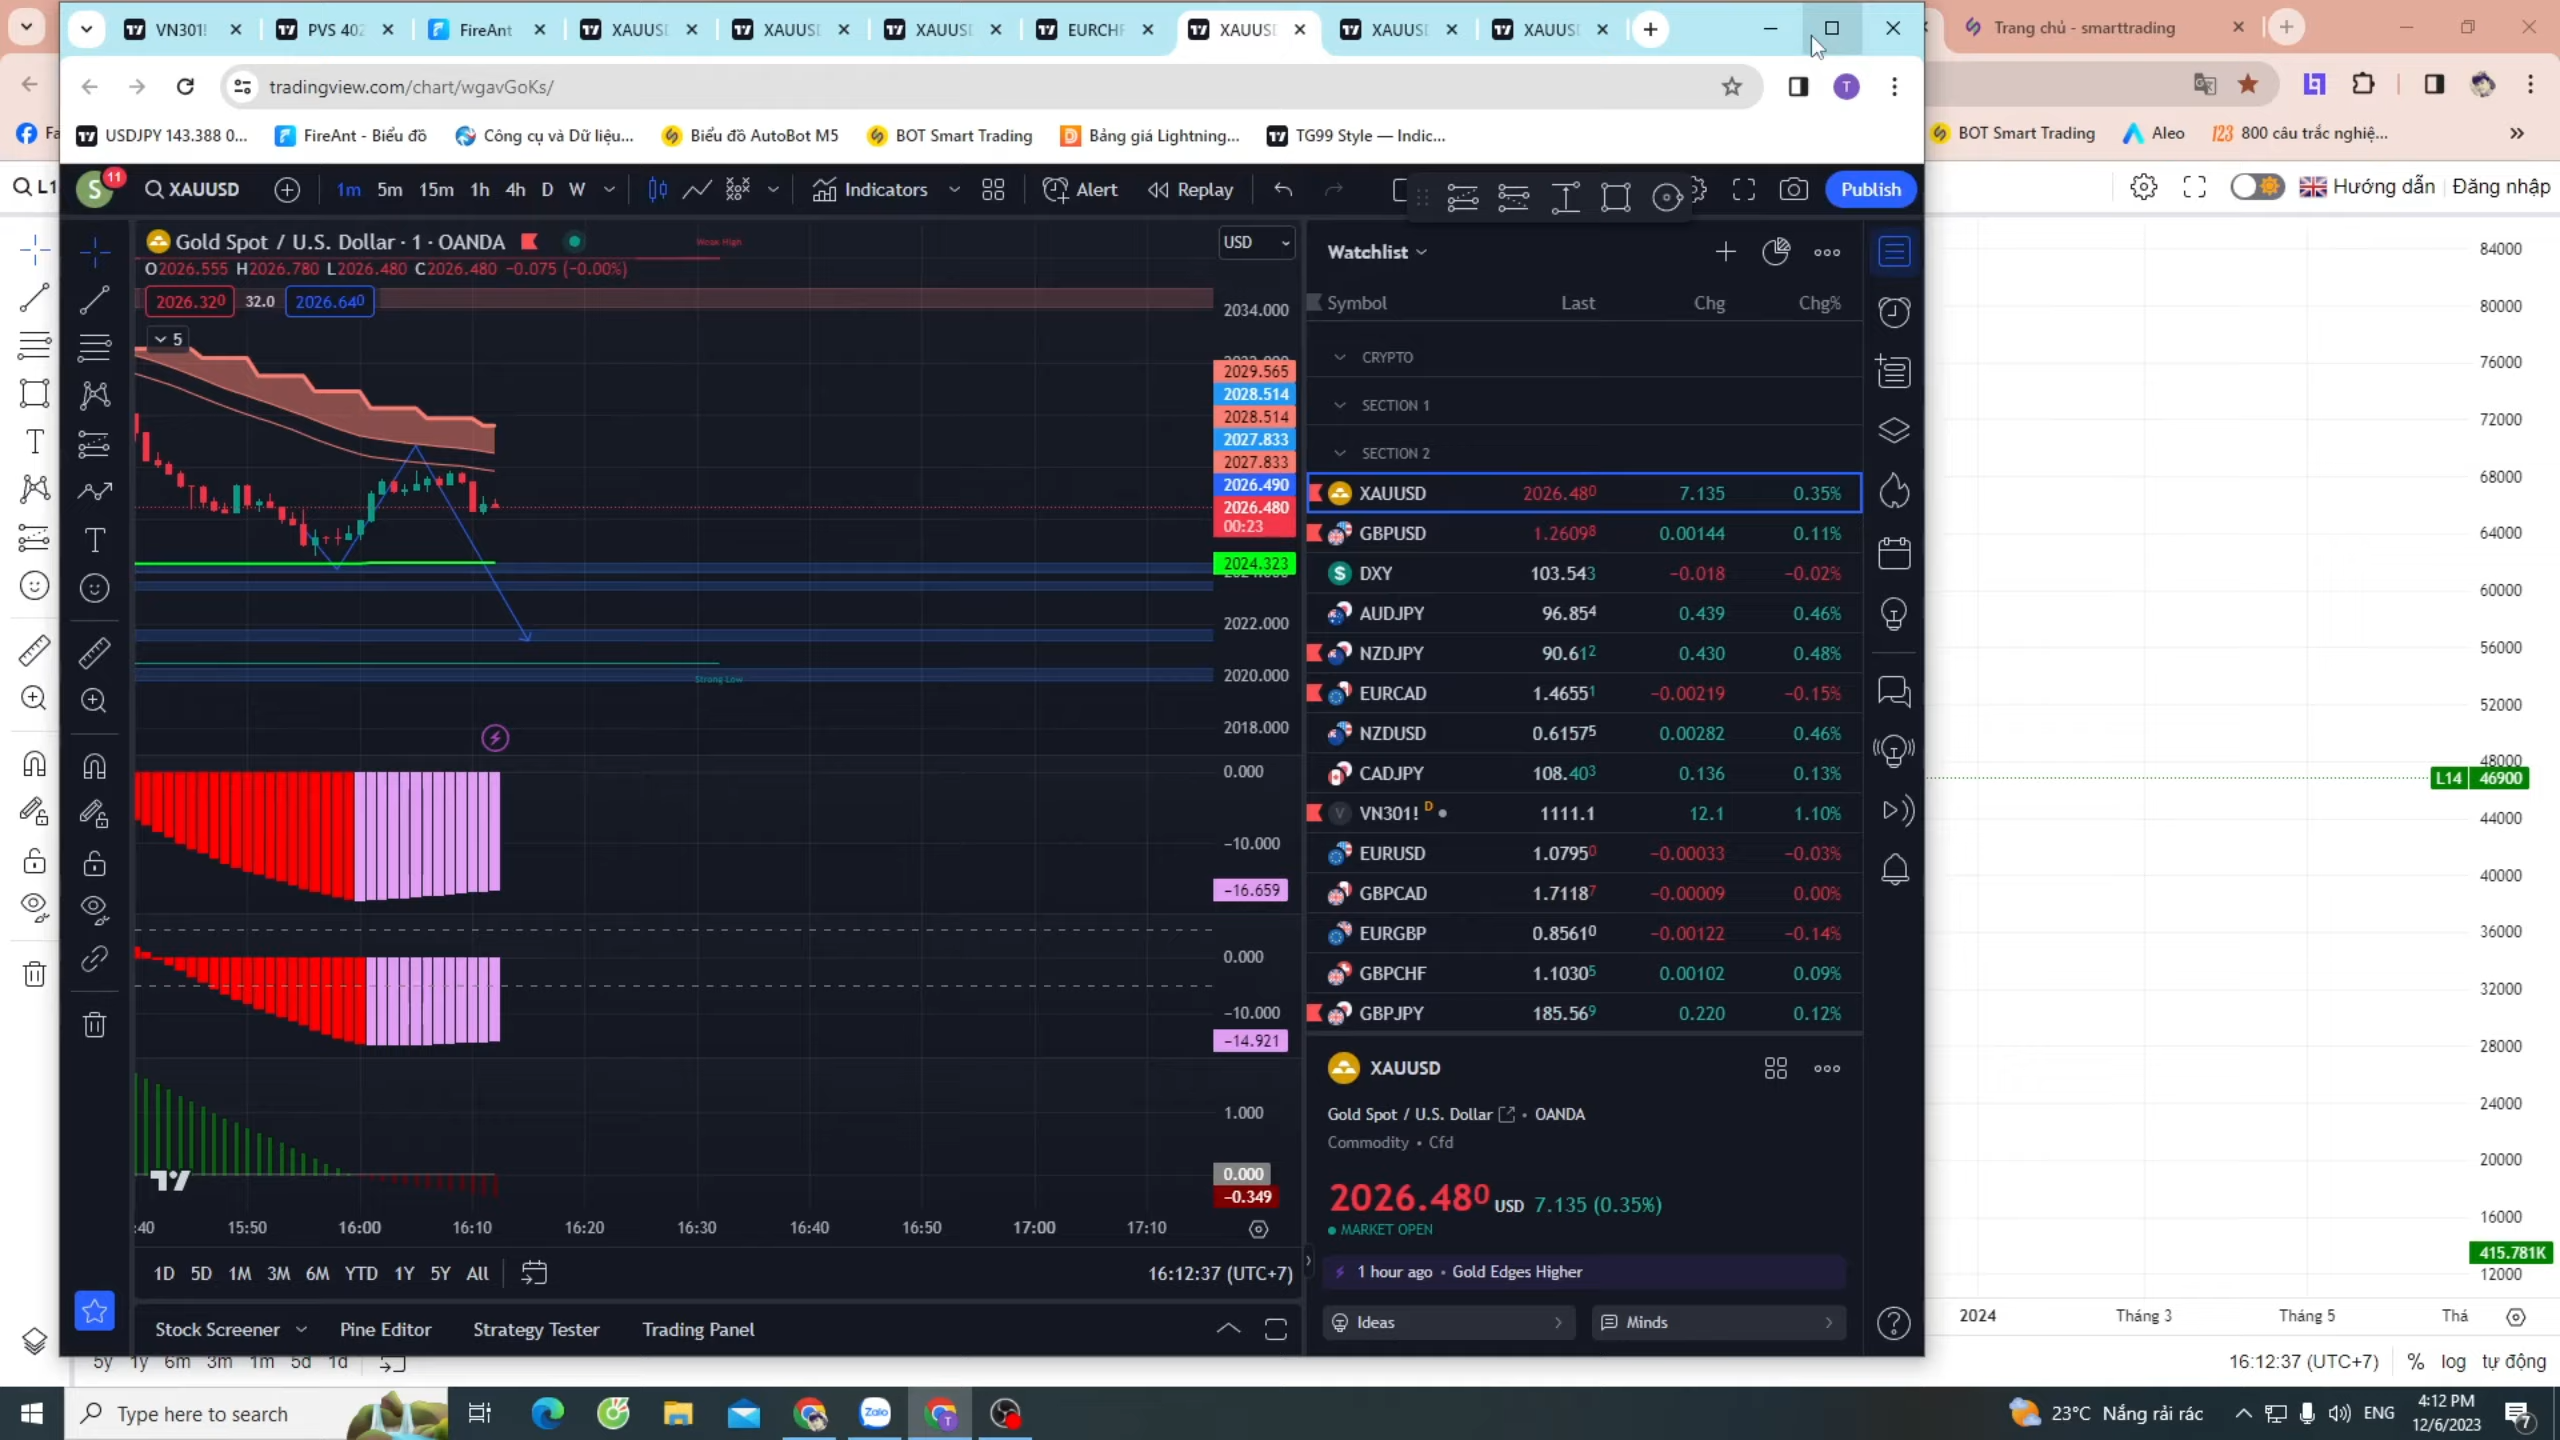 VN301!
PVS 402
FireAnt
XAUUSD
XAUUSD
XAUUSD
EURCHF
XAUUSD
XAUUSD
XAUUSD
Trang chủ - smarttrading
tradingview.com/chart/wgavGoKs/
T
USDJPY 143.388 0...
FireAnt - Biểu đồ
Công cụ và Dữ liệu...
Biểu đồ AutoBot M5
BOT Smart Trading
Bảng giá Lightning...
TG99 Style — Indic...
BOT Smart Trading
Aleo
123 800 câu trắc nghiệ...
L1
S 11
XAUUSD
1m 5m 15m 1h 4h D W
Indicators
Alert
Replay
Publish
Hướng dẫn
Đăng nhập
Gold Spot / U.S. Dollar · 1 · OANDA
O2026.555 H2026.780 L2026.480 C2026.480 −0.075 (−0.00%)
2026.320 32.0 2026.640
5
Weak High
Strong Low
USD
2034.000
2029.565
2028.514
2028.514
2027.833
2027.833
2026.490
2026.480
00:23
2024.323
2022.000
2020.000
2018.000
0.000
−10.000
−16.659
0.000
−10.000
−14.921
1.000
0.000
−0.349
:40 15:50 16:00 16:10 16:20 16:30 16:40 16:50 17:00 17:10
1D 5D 1M 3M 6M YTD 1Y 5Y All
16:12:37 (UTC+7)
Stock Screener
Pine Editor
Strategy Tester
Trading Panel
Watchlist
Symbol Last Chg Chg%
CRYPTO
SECTION 1
SECTION 2
XAUUSD 2026.480 7.135 0.35%
GBPUSD 1.26098 0.00144 0.11%
DXY 103.543 −0.018 −0.02%
AUDJPY 96.854 0.439 0.46%
NZDJPY 90.612 0.430 0.48%
EURCAD 1.46551 −0.00219 −0.15%
NZDUSD 0.61575 0.00282 0.46%
CADJPY 108.403 0.136 0.13%
VN301! D 1111.1 12.1 1.10%
EURUSD 1.07950 −0.00033 −0.03%
GBPCAD 1.71187 −0.00009 0.00%
EURGBP 0.85610 −0.00122 −0.14%
GBPCHF 1.10305 0.00102 0.09%
GBPJPY 185.569 0.220 0.12%
XAUUSD
Gold Spot / U.S. Dollar • OANDA
Commodity • Cfd
2026.480 USD 7.135 (0.35%)
MARKET OPEN
1 hour ago • Gold Edges Higher
Ideas
Minds
84000
80000
76000
72000
68000
64000
60000
56000
52000
48000
L14 46900
44000
40000
36000
32000
28000
24000
20000
16000
415.781K
12000
2024 Tháng 3 Tháng 5 Thá
5y 1y 6m 3m 1m 5d 1d
16:12:37 (UTC+7) % log tự động
Type here to search
Zalo
T
23°C Nắng rải rác
ENG
4:12 PM
12/6/2023
7